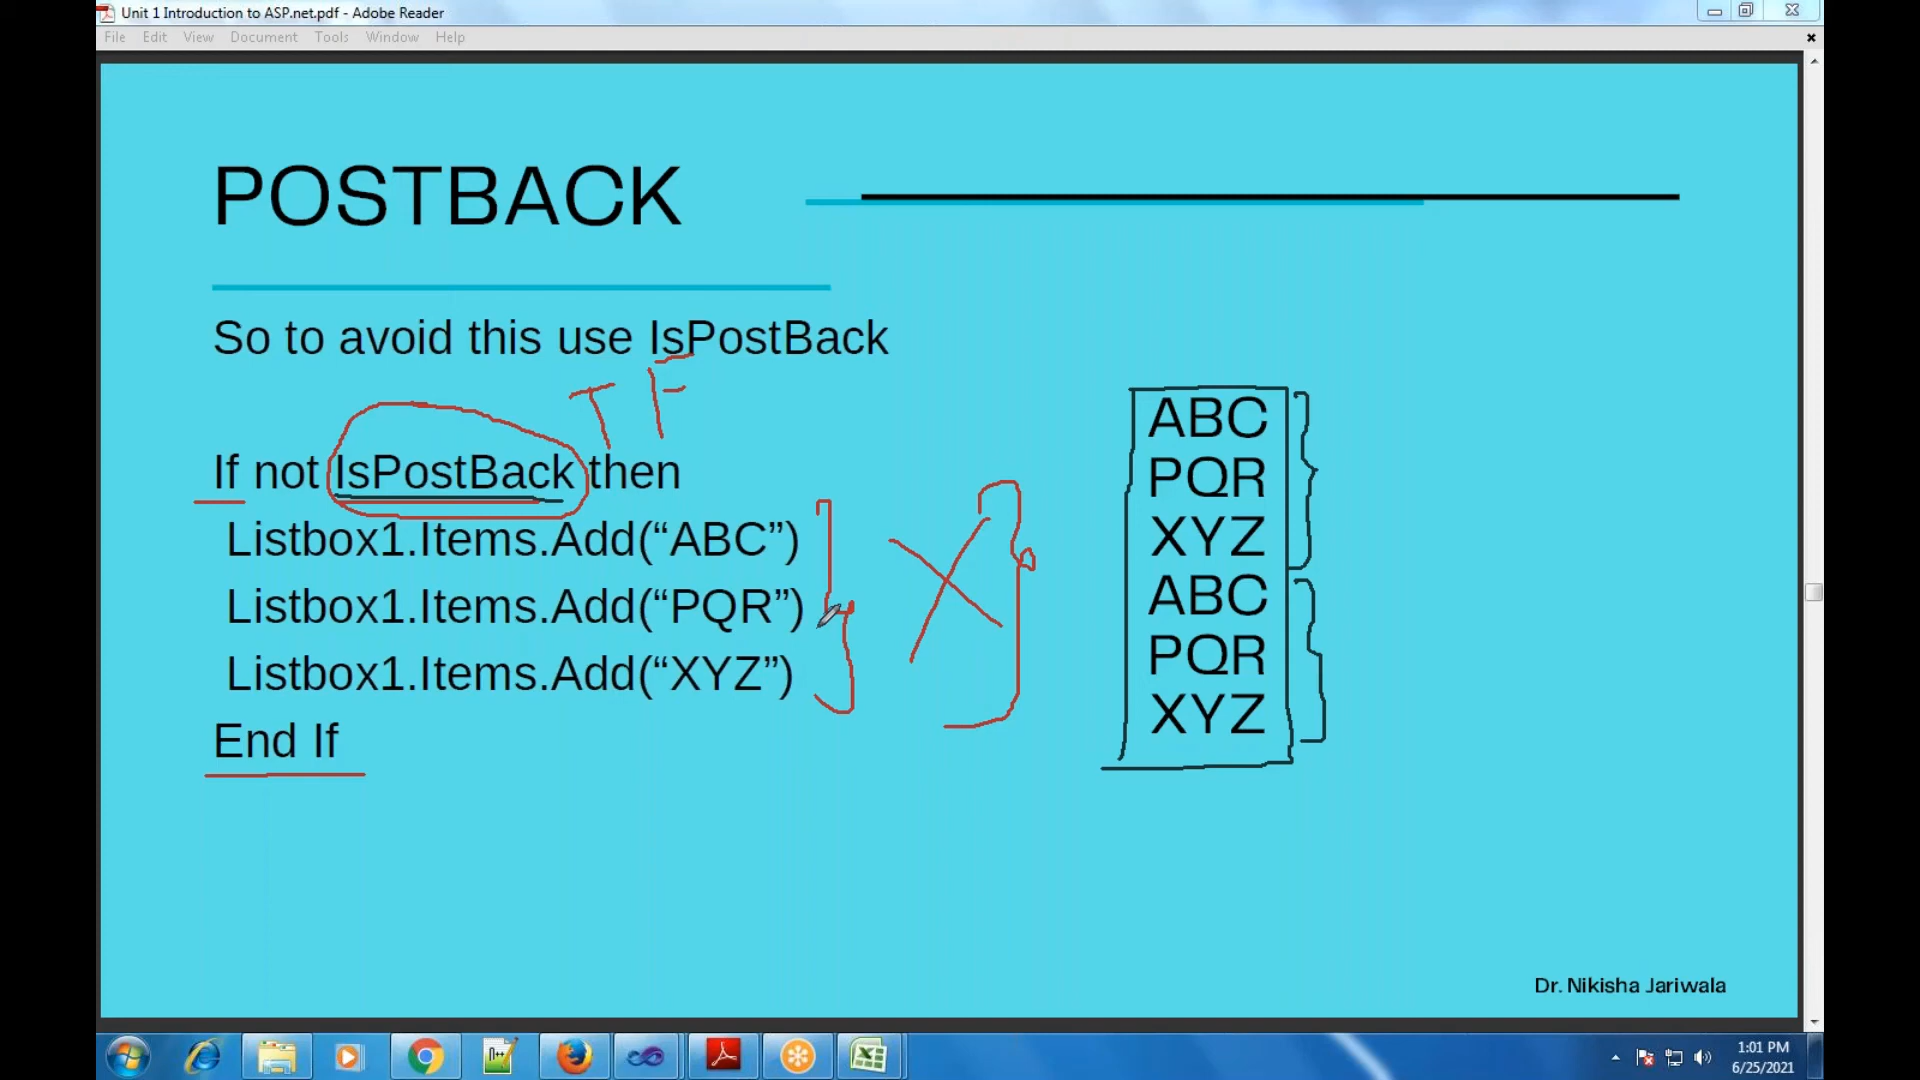 Unit 1 Introduction to ASP.net.pdf - Adobe Reader
File Edit View Document Tools Window Help
POSTBACK
So to avoid this use IsPostBack
T F
If not IsPostBack then
Listbox1.Items.Add(“ABC”)
Listbox1.Items.Add(“PQR”)
Listbox1.Items.Add(“XYZ”)
End If
ABC
PQR
XYZ
ABC
PQR
XYZ
Dr. Nikisha Jariwala
1:01 PM
6/25/2021